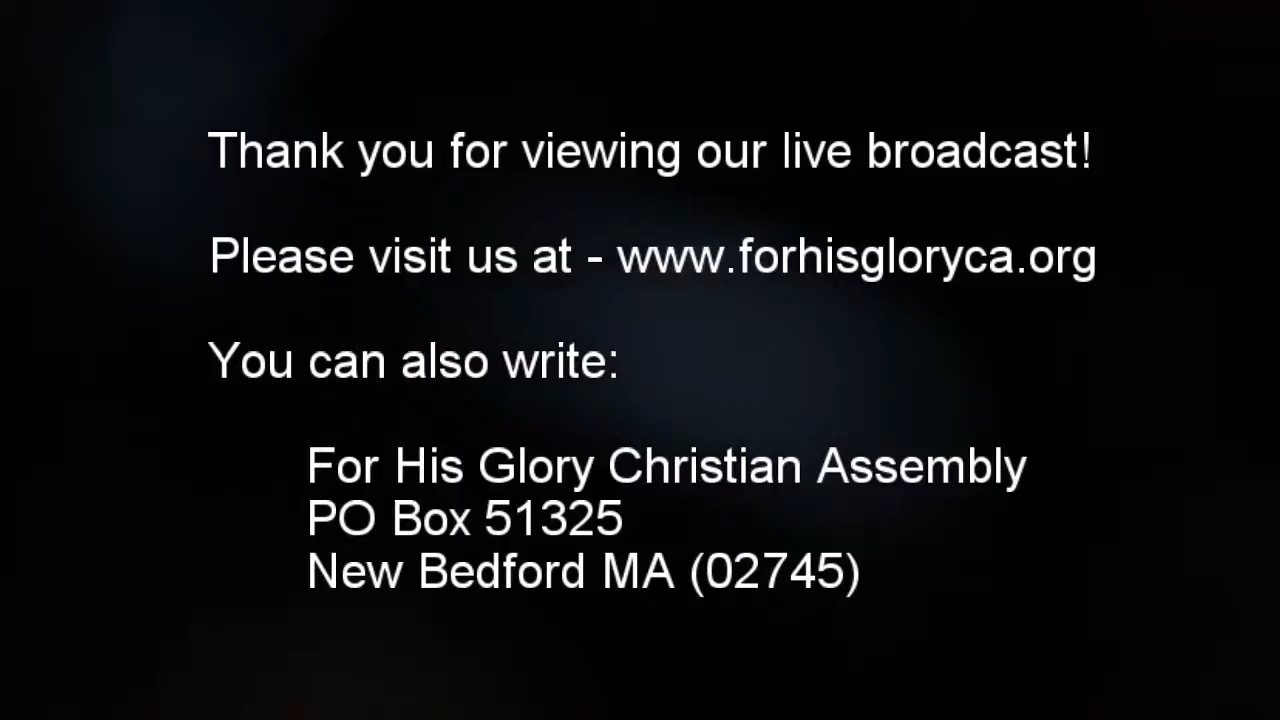 Thank you for viewing our live broadcast!
Please visit us at - www.forhisgloryca.org
You can also write:
For His Glory Christian Assembly
PO Box 51325
New Bedford MA (02745)